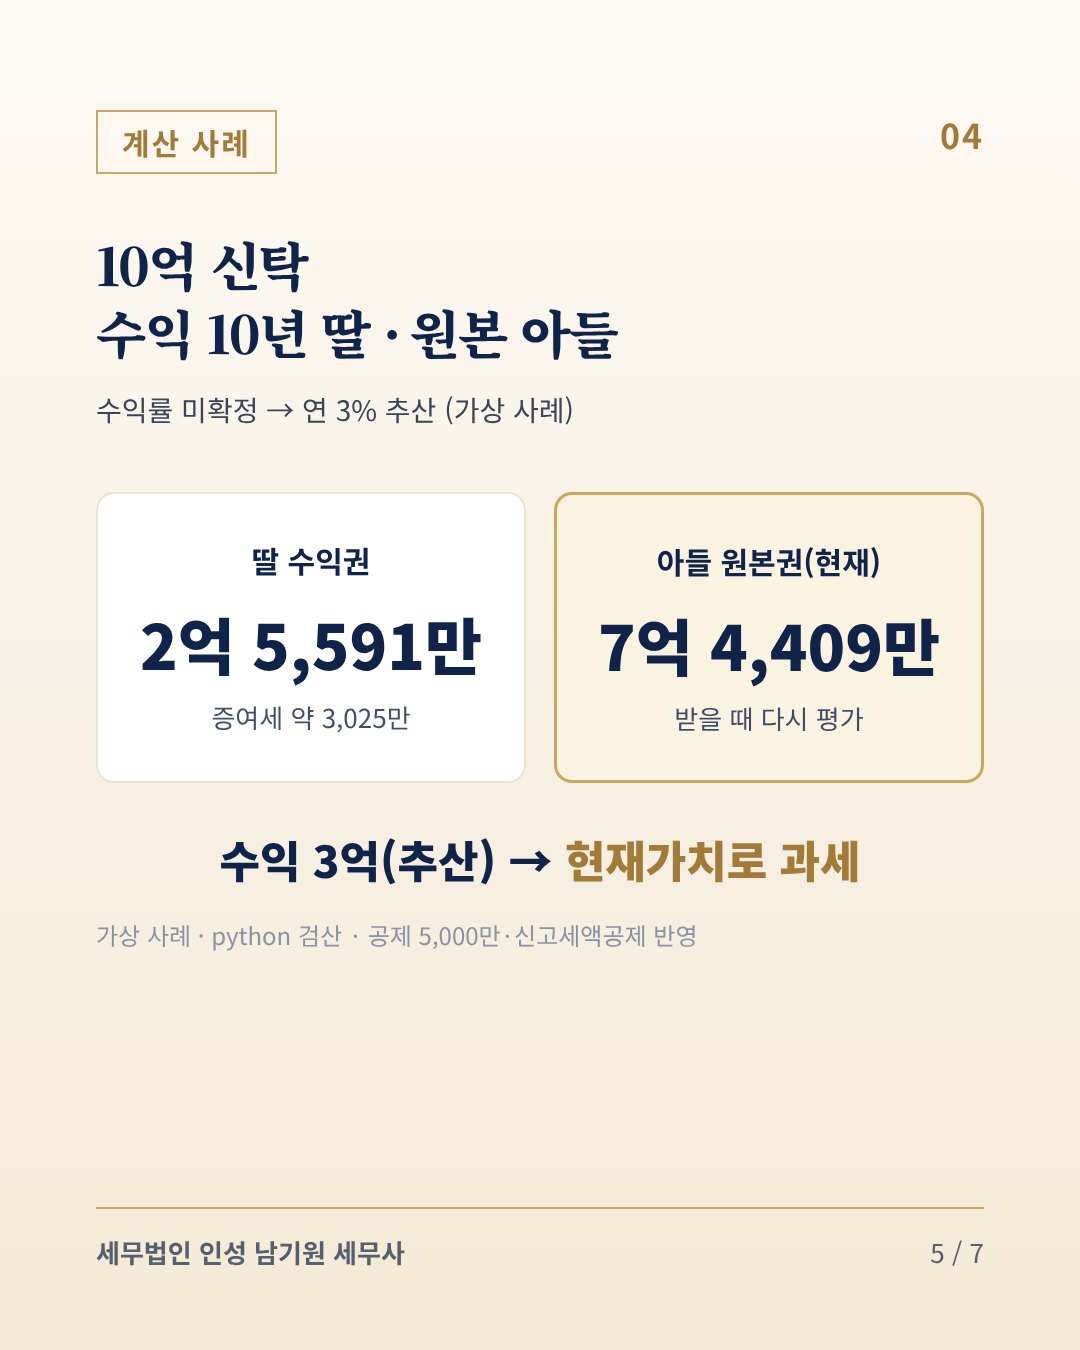 계산 사례
04
10억 신탁
수익 10년 딸 · 원본 아들
수익률 미확정 → 연 3% 추산 (가상 사례)
딸 수익권
2억 5,591만
증여세 약 3,025만
아들 원본권(현재)
7억 4,409만
받을 때 다시 평가
수익 3억(추산) → 현재가치로 과세
가상 사례 · python 검산 · 공제 5,000만·신고세액공제 반영
세무법인 인성 남기원 세무사
5 / 7